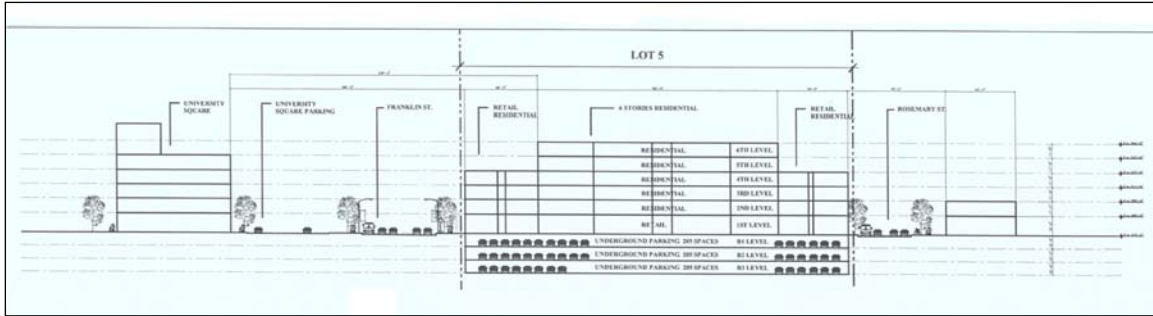 LOT 5
UNIVERSITY
SQUARE
UNIVERSITY
SQUARE PARKING
FRANKLIN ST.
RETAIL
RESIDENTIAL
6 STORIES RESIDENTIAL
RETAIL
RESIDENTIAL
ROSEMARY ST.
RESIDENTIAL 6TH LEVEL
RESIDENTIAL 5TH LEVEL
RESIDENTIAL 4TH LEVEL
RESIDENTIAL 3RD LEVEL
RESIDENTIAL 2ND LEVEL
RETAIL 1ST LEVEL
UNDERGROUND PARKING 205 SPACES B1 LEVEL
UNDERGROUND PARKING 205 SPACES B2 LEVEL
UNDERGROUND PARKING 205 SPACES B3 LEVEL